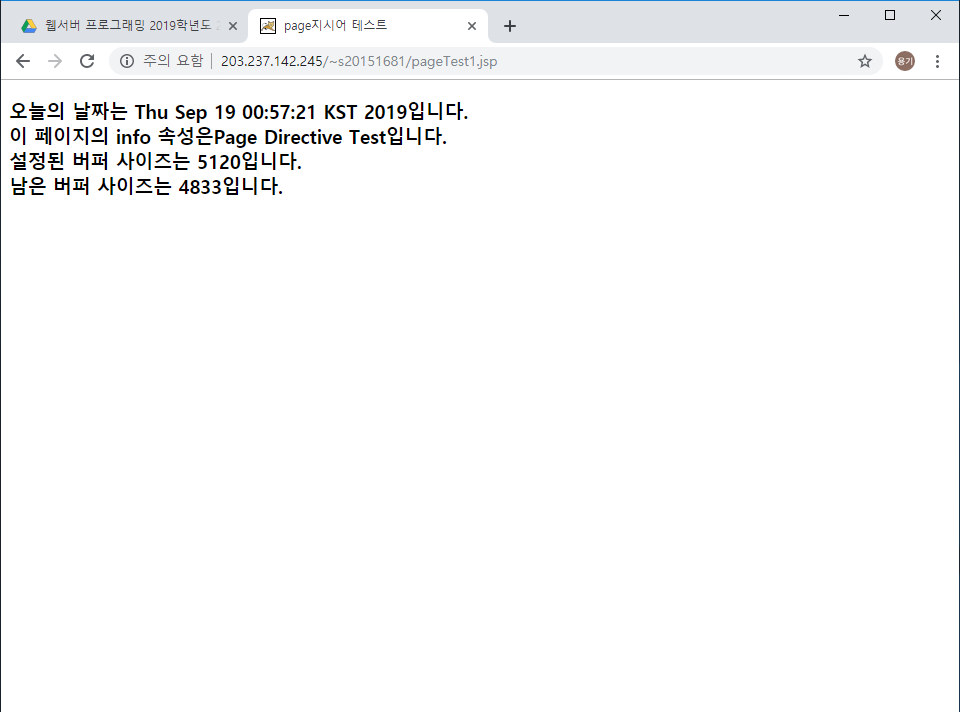 웹서버 프로그래밍 2019학년도
page지시어 테스트
주의 요함 | 203.237.142.245/~s20151681/pageTest1.jsp
용기
오늘의 날짜는 Thu Sep 19 00:57:21 KST 2019입니다.
이 페이지의 info 속성은Page Directive Test입니다.
설정된 버퍼 사이즈는 5120입니다.
남은 버퍼 사이즈는 4833입니다.